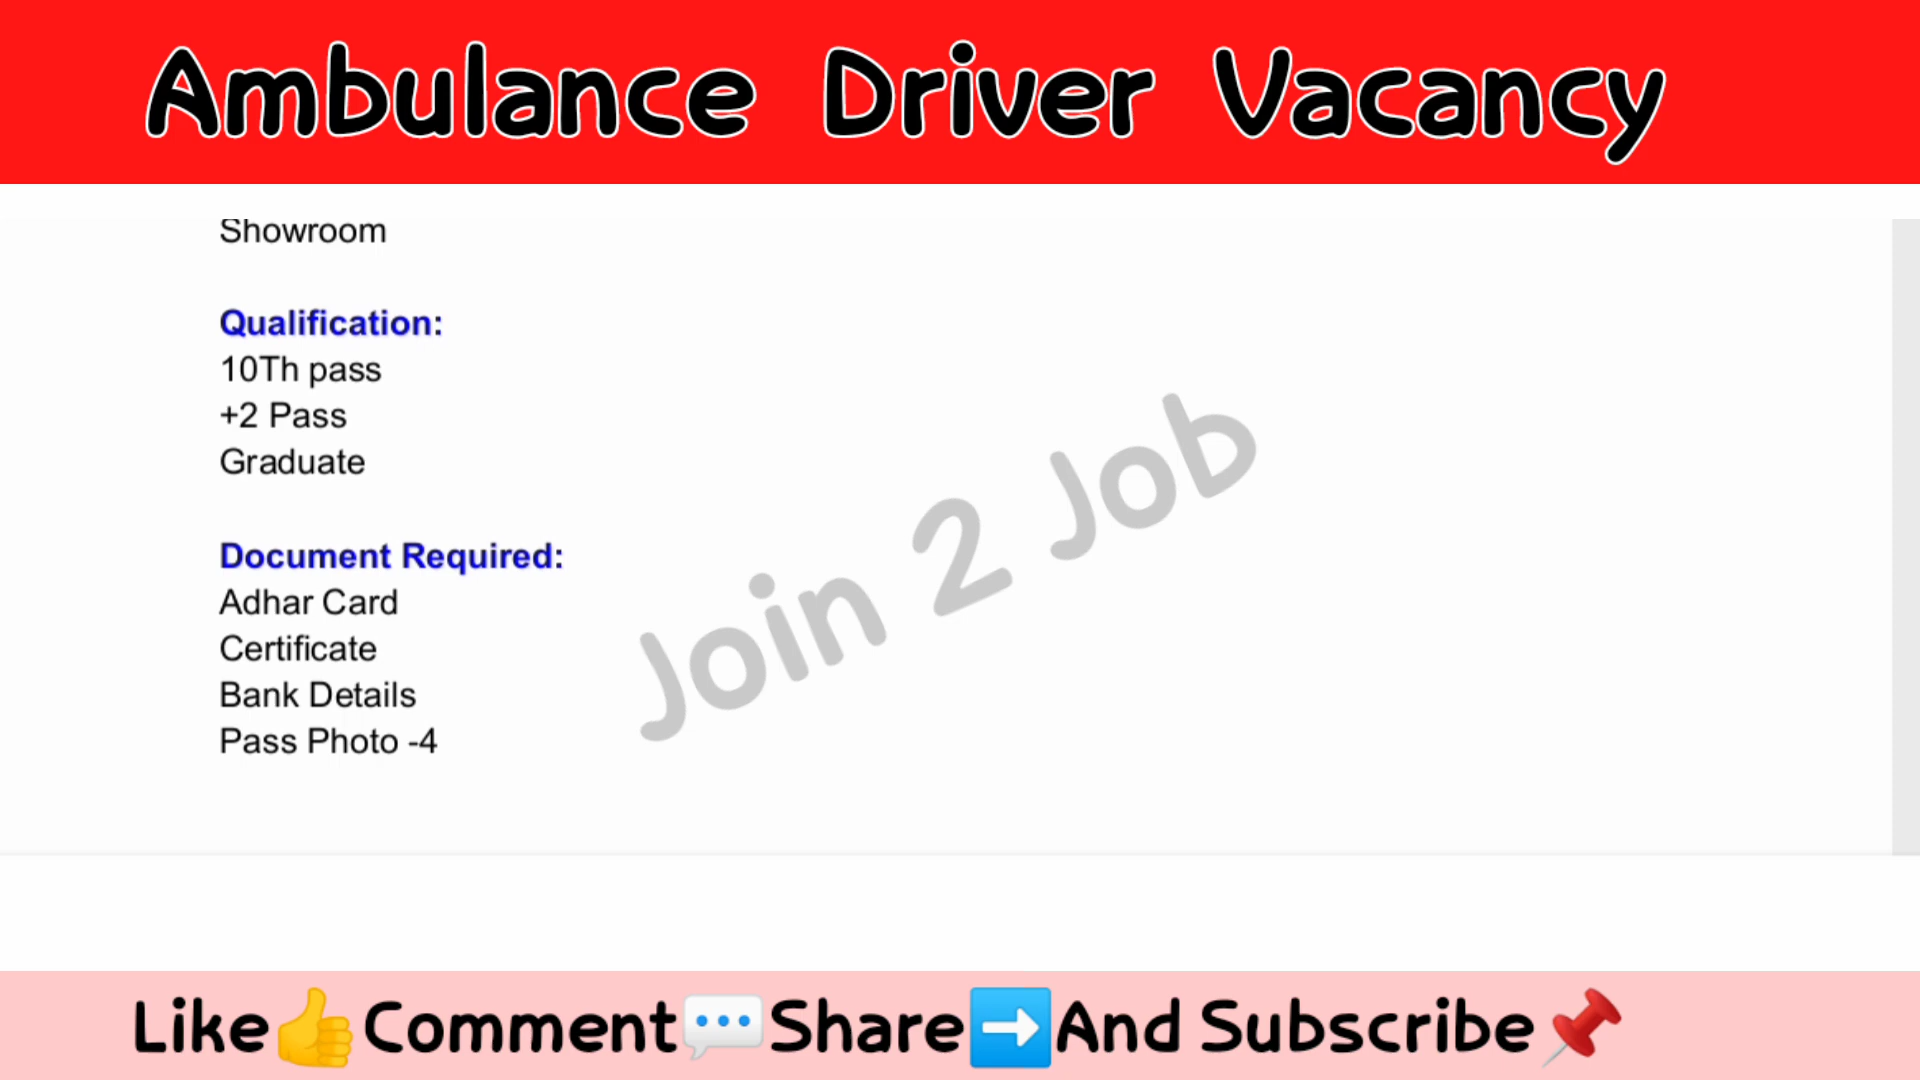 Ambulance Driver Vacancy
Showroom
Qualification:
10Th pass
+2 Pass
Graduate
Document Required:
Adhar Card
Certificate
Bank Details
Pass Photo -4
Join 2 Job
Like👍Comment💬Share➡️And Subscribe📌